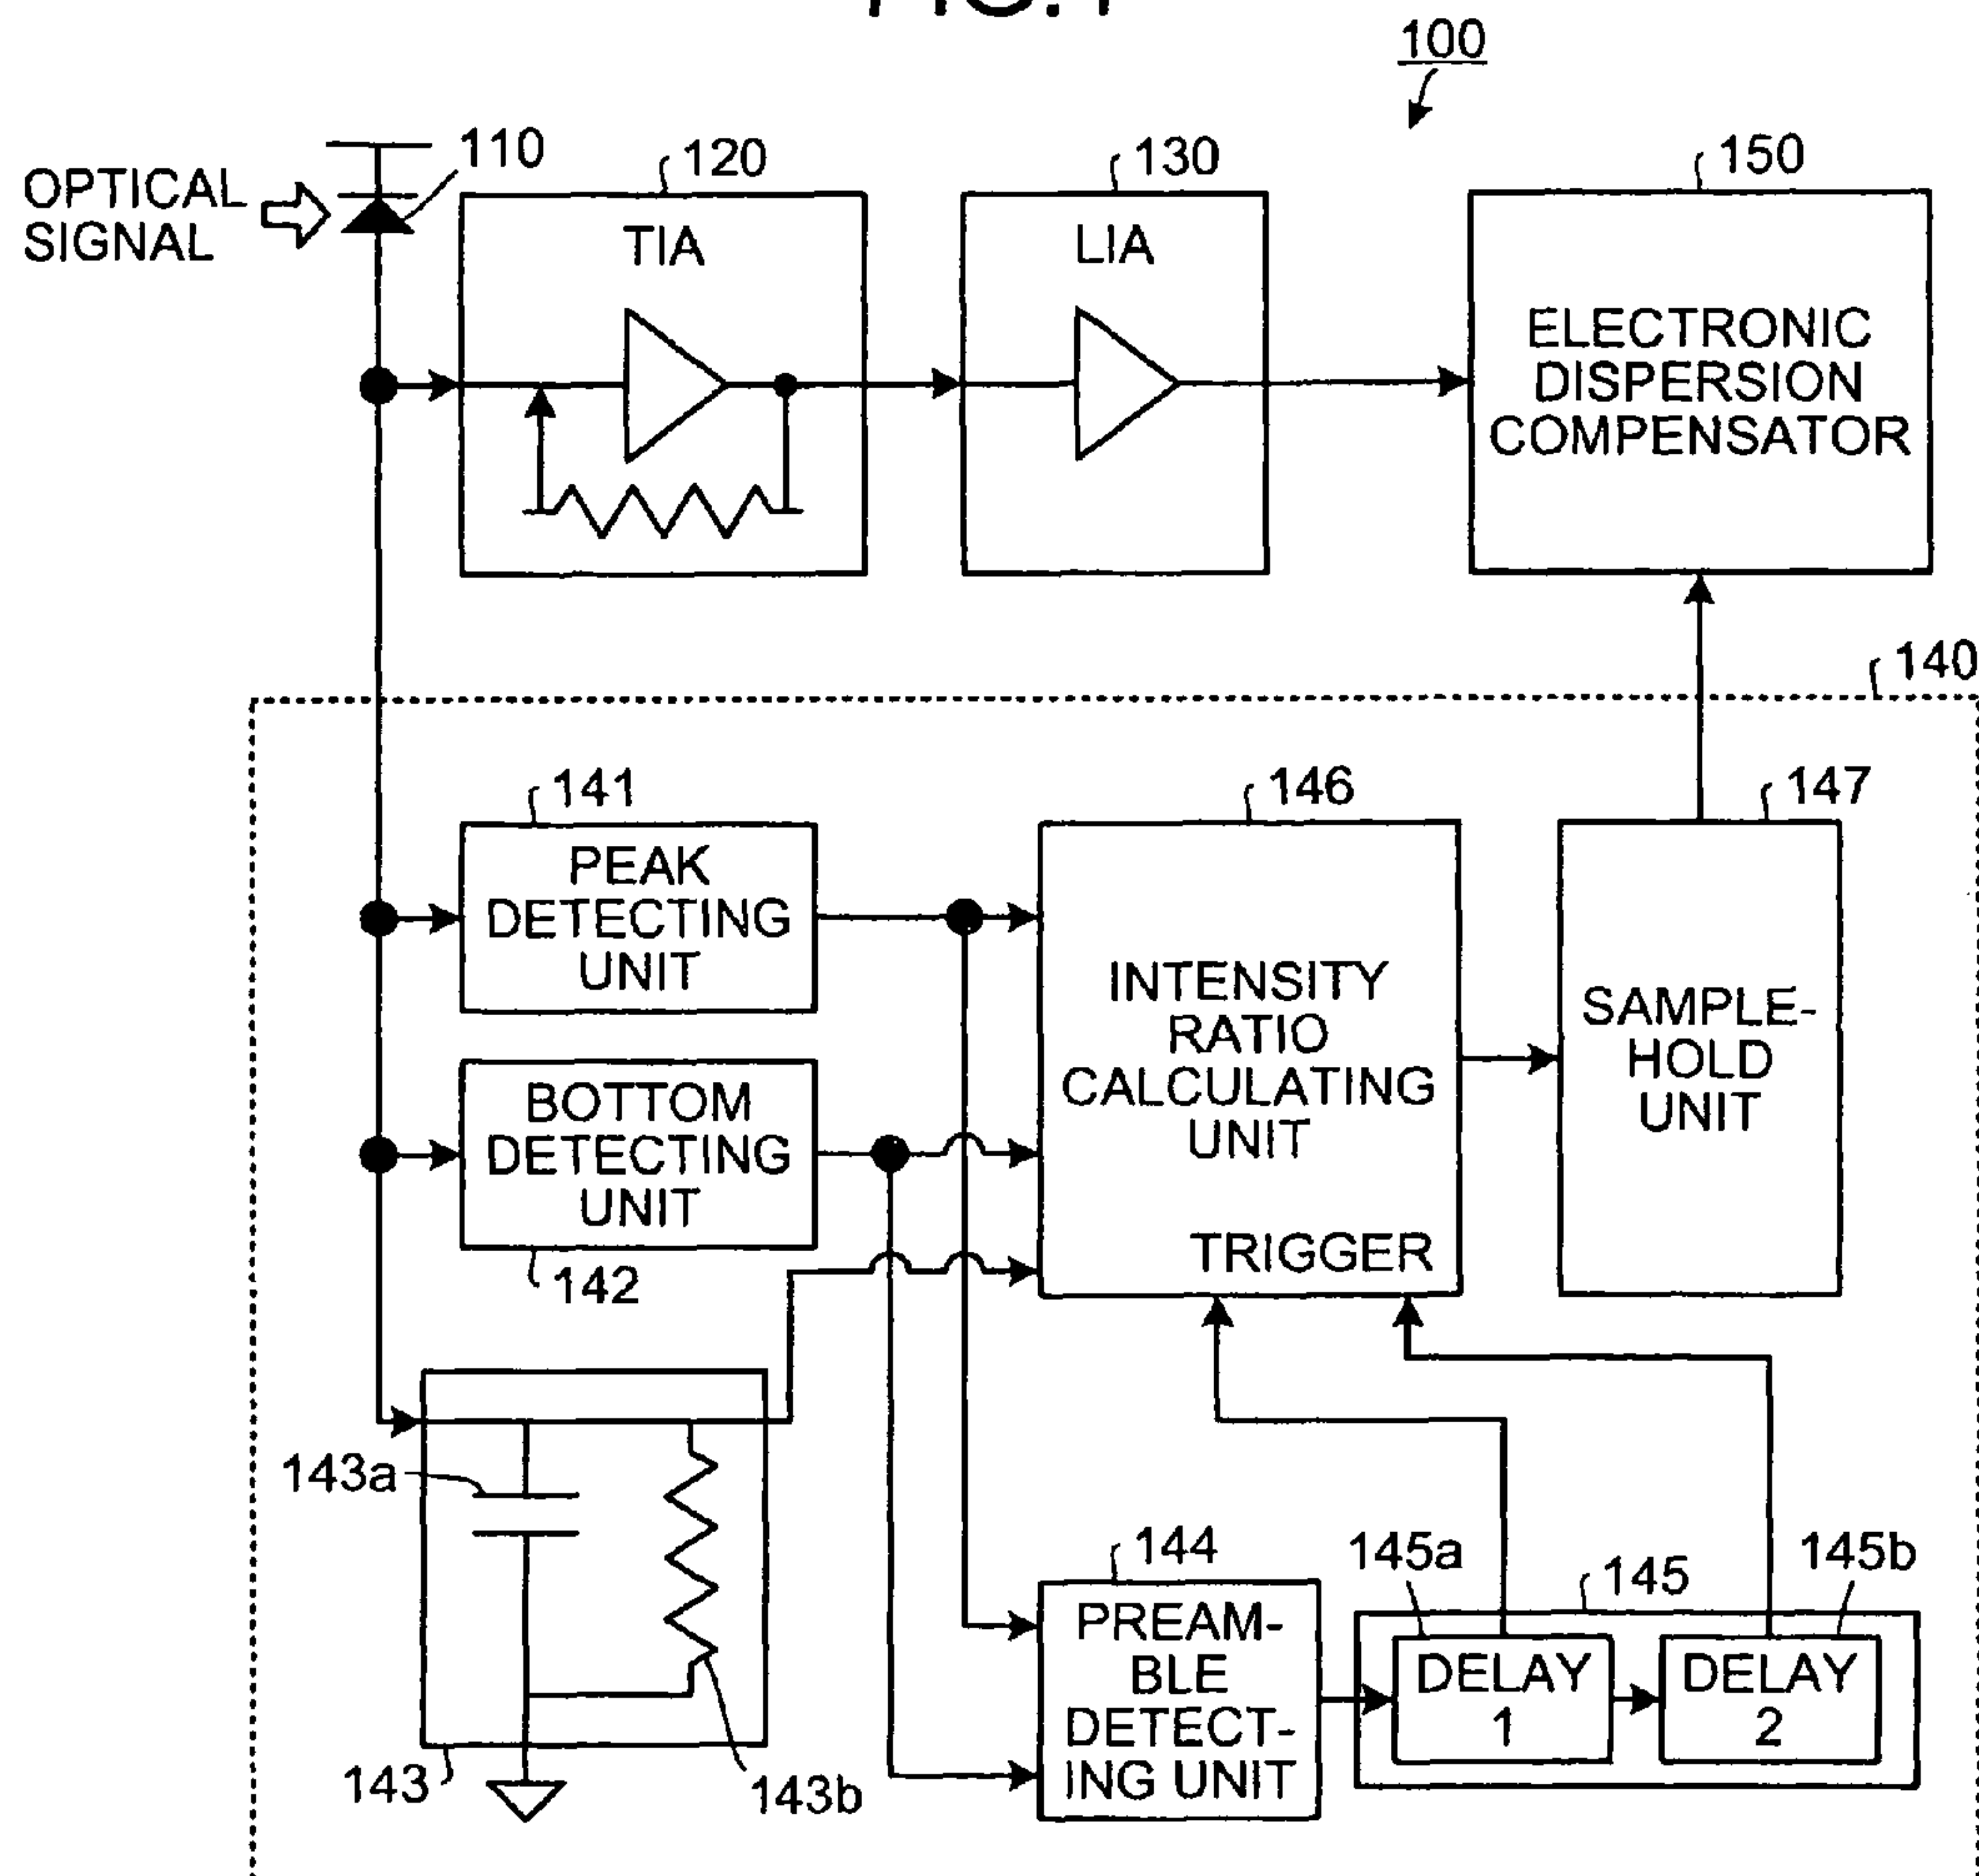 100
110
OPTICAL
SIGNAL
120
TIA
130
LIA
150
ELECTRONIC
DISPERSION
COMPENSATOR
140
141
PEAK
DETECTING
UNIT
BOTTOM
DETECTING
UNIT
142
146
INTENSITY
RATIO
CALCULATING
UNIT
TRIGGER
147
SAMPLE-
HOLD
UNIT
143a
143
143b
144
PREAM-
BLE
DETECT-
ING UNIT
145a
145
145b
DELAY
1
DELAY
2